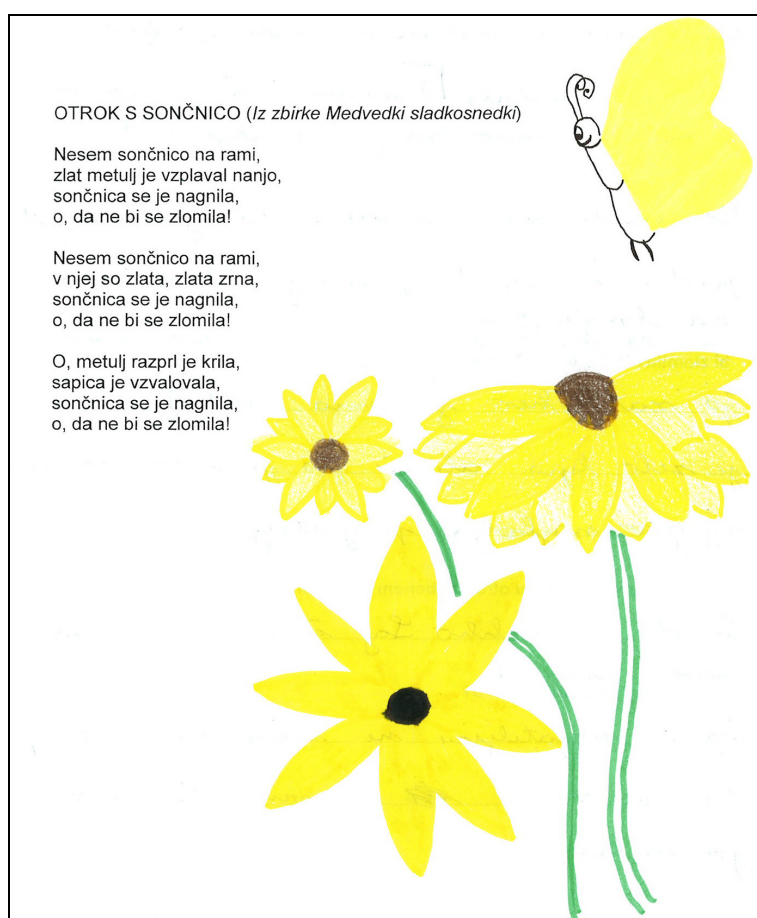 OTROK S SONČNICO (Iz zbirke Medvedki sladkosnedki)
Nesem sončnico na rami,
zlat metulj je vzplaval nanjo,
sončnica se je nagnila,
o, da ne bi se zlomila!
Nesem sončnico na rami,
v njej so zlata, zlata zrna,
sončnica se je nagnila,
o, da ne bi se zlomila!
O, metulj razprl je krila,
sapica je vzvalovala,
sončnica se je nagnila,
o, da ne bi se zlomila!